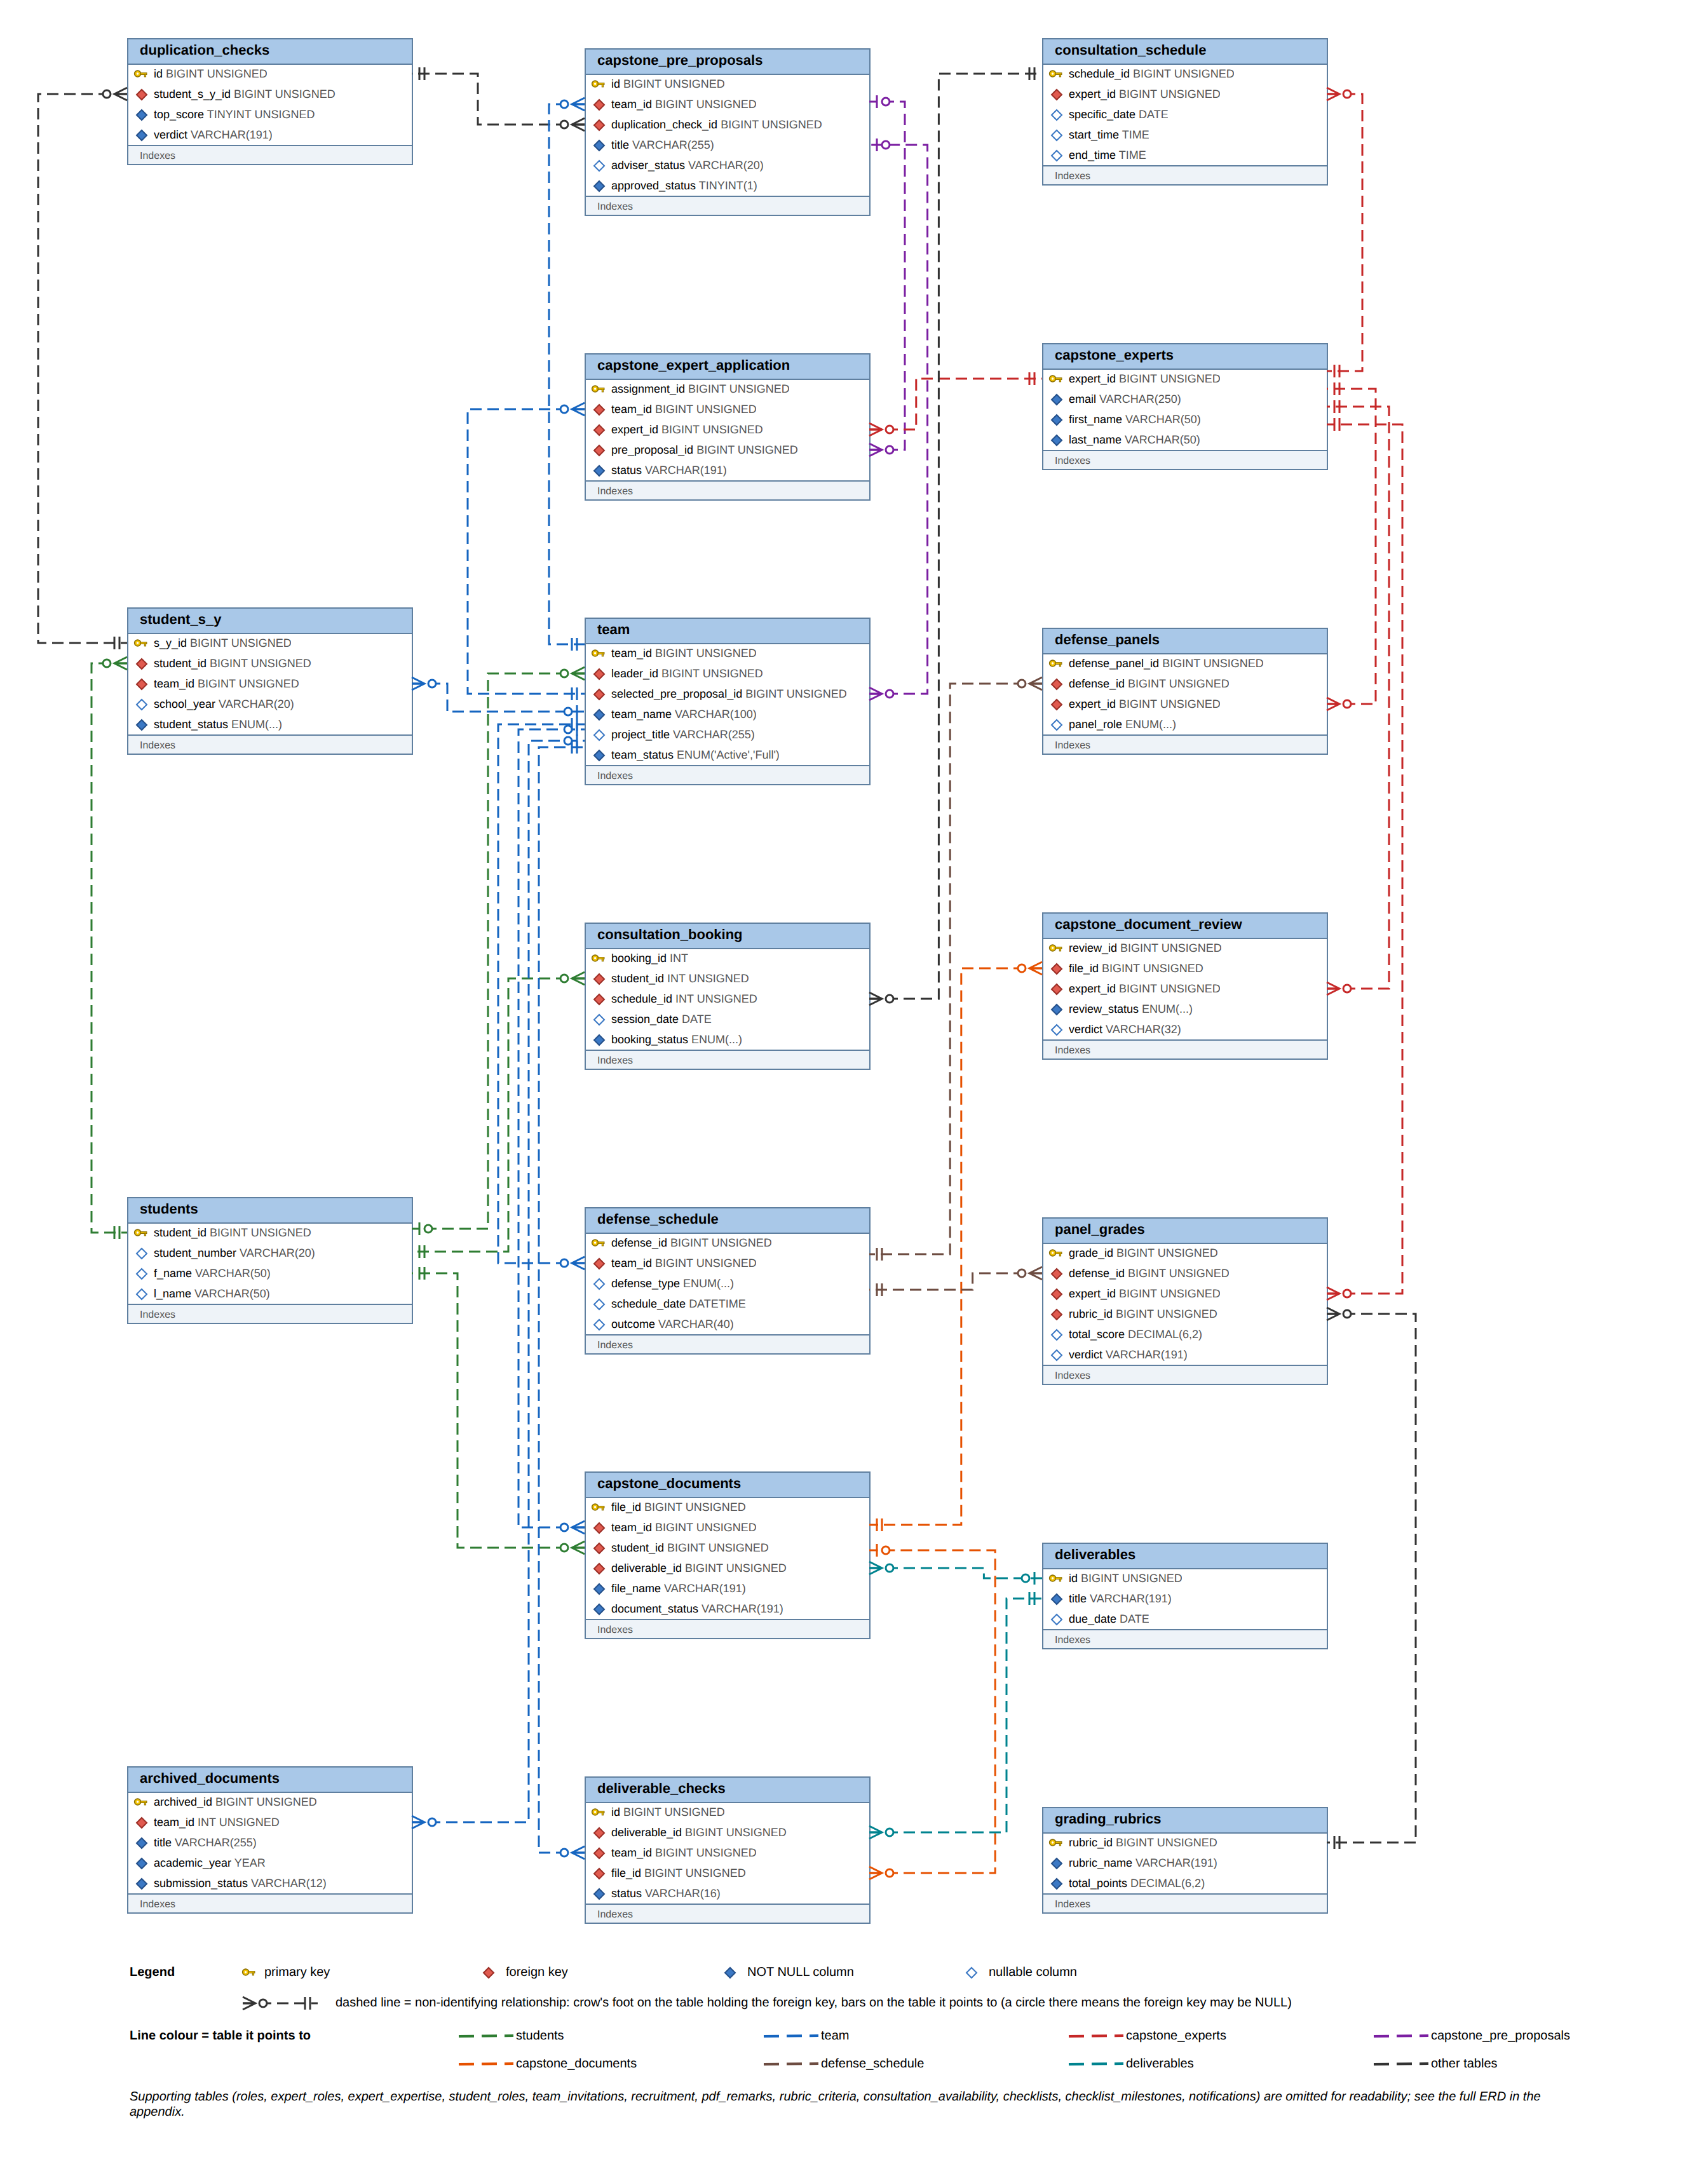 duplication_checks
id BIGINT UNSIGNED
student_s_y_id BIGINT UNSIGNED
top_score TINYINT UNSIGNED
verdict VARCHAR(191)
Indexes
capstone_pre_proposals
id BIGINT UNSIGNED
team_id BIGINT UNSIGNED
duplication_check_id BIGINT UNSIGNED
title VARCHAR(255)
adviser_status VARCHAR(20)
approved_status TINYINT(1)
Indexes
consultation_schedule
schedule_id BIGINT UNSIGNED
expert_id BIGINT UNSIGNED
specific_date DATE
start_time TIME
end_time TIME
Indexes
capstone_expert_application
assignment_id BIGINT UNSIGNED
team_id BIGINT UNSIGNED
expert_id BIGINT UNSIGNED
pre_proposal_id BIGINT UNSIGNED
status VARCHAR(191)
Indexes
capstone_experts
expert_id BIGINT UNSIGNED
email VARCHAR(250)
first_name VARCHAR(50)
last_name VARCHAR(50)
Indexes
student_s_y
s_y_id BIGINT UNSIGNED
student_id BIGINT UNSIGNED
team_id BIGINT UNSIGNED
school_year VARCHAR(20)
student_status ENUM(...)
Indexes
team
team_id BIGINT UNSIGNED
leader_id BIGINT UNSIGNED
selected_pre_proposal_id BIGINT UNSIGNED
team_name VARCHAR(100)
project_title VARCHAR(255)
team_status ENUM('Active','Full')
Indexes
defense_panels
defense_panel_id BIGINT UNSIGNED
defense_id BIGINT UNSIGNED
expert_id BIGINT UNSIGNED
panel_role ENUM(...)
Indexes
consultation_booking
booking_id INT
student_id INT UNSIGNED
schedule_id INT UNSIGNED
session_date DATE
booking_status ENUM(...)
Indexes
capstone_document_review
review_id BIGINT UNSIGNED
file_id BIGINT UNSIGNED
expert_id BIGINT UNSIGNED
review_status ENUM(...)
verdict VARCHAR(32)
Indexes
students
student_id BIGINT UNSIGNED
student_number VARCHAR(20)
f_name VARCHAR(50)
l_name VARCHAR(50)
Indexes
defense_schedule
defense_id BIGINT UNSIGNED
team_id BIGINT UNSIGNED
defense_type ENUM(...)
schedule_date DATETIME
outcome VARCHAR(40)
Indexes
panel_grades
grade_id BIGINT UNSIGNED
defense_id BIGINT UNSIGNED
expert_id BIGINT UNSIGNED
rubric_id BIGINT UNSIGNED
total_score DECIMAL(6,2)
verdict VARCHAR(191)
Indexes
capstone_documents
file_id BIGINT UNSIGNED
team_id BIGINT UNSIGNED
student_id BIGINT UNSIGNED
deliverable_id BIGINT UNSIGNED
file_name VARCHAR(191)
document_status VARCHAR(191)
Indexes
deliverables
id BIGINT UNSIGNED
title VARCHAR(191)
due_date DATE
Indexes
archived_documents
archived_id BIGINT UNSIGNED
team_id INT UNSIGNED
title VARCHAR(255)
academic_year YEAR
submission_status VARCHAR(12)
Indexes
deliverable_checks
id BIGINT UNSIGNED
deliverable_id BIGINT UNSIGNED
team_id BIGINT UNSIGNED
file_id BIGINT UNSIGNED
status VARCHAR(16)
Indexes
grading_rubrics
rubric_id BIGINT UNSIGNED
rubric_name VARCHAR(191)
total_points DECIMAL(6,2)
Indexes
Legend primary key foreign key NOT NULL column nullable column
dashed line = non-identifying relationship: crow's foot on the table holding the foreign key, bars on the table it points to (a circle there means the foreign key may be NULL)
Line colour = table it points to students team capstone_experts capstone_pre_proposals
capstone_documents defense_schedule deliverables other tables
Supporting tables (roles, expert_roles, expert_expertise, student_roles, team_invitations, recruitment, pdf_remarks, rubric_criteria, consultation_availability, checklists, checklist_milestones, notifications) are omitted for readability; see the full ERD in the
appendix.